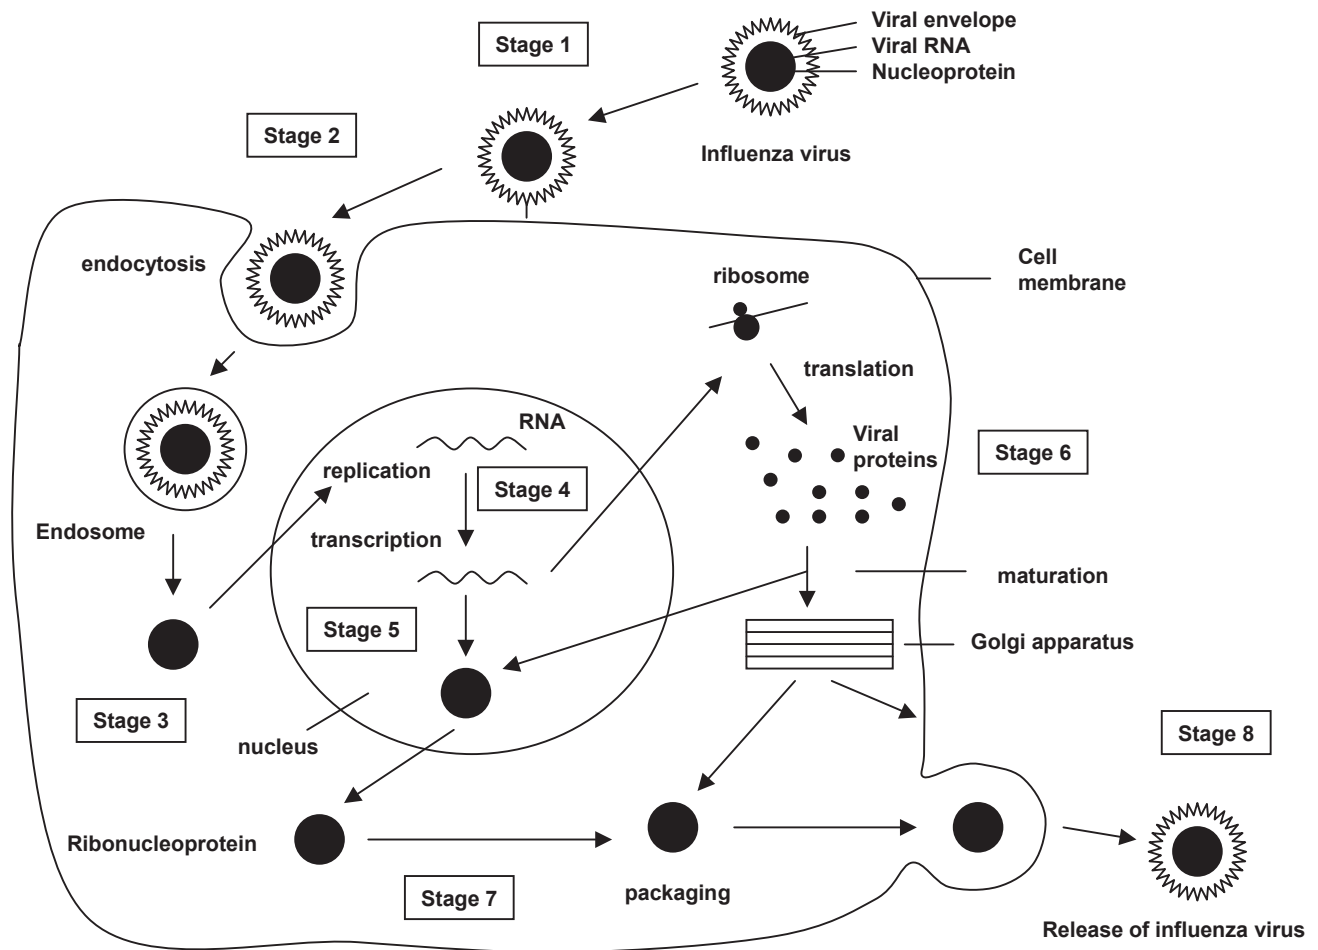 Viral envelope
Stage 1
Viral RNA
Nucleoprotein
Stage 2
Influenza virus
endocytosis
Cell
membrane
ribosome
translation
RNA
Viral
proteins
Stage 6
replication
Stage 4
Endosome
transcription
maturation
Stage 5
Golgi apparatus
Stage 3
nucleus
Stage 8
Ribonucleoprotein
packaging
Stage 7
Release of influenza virus